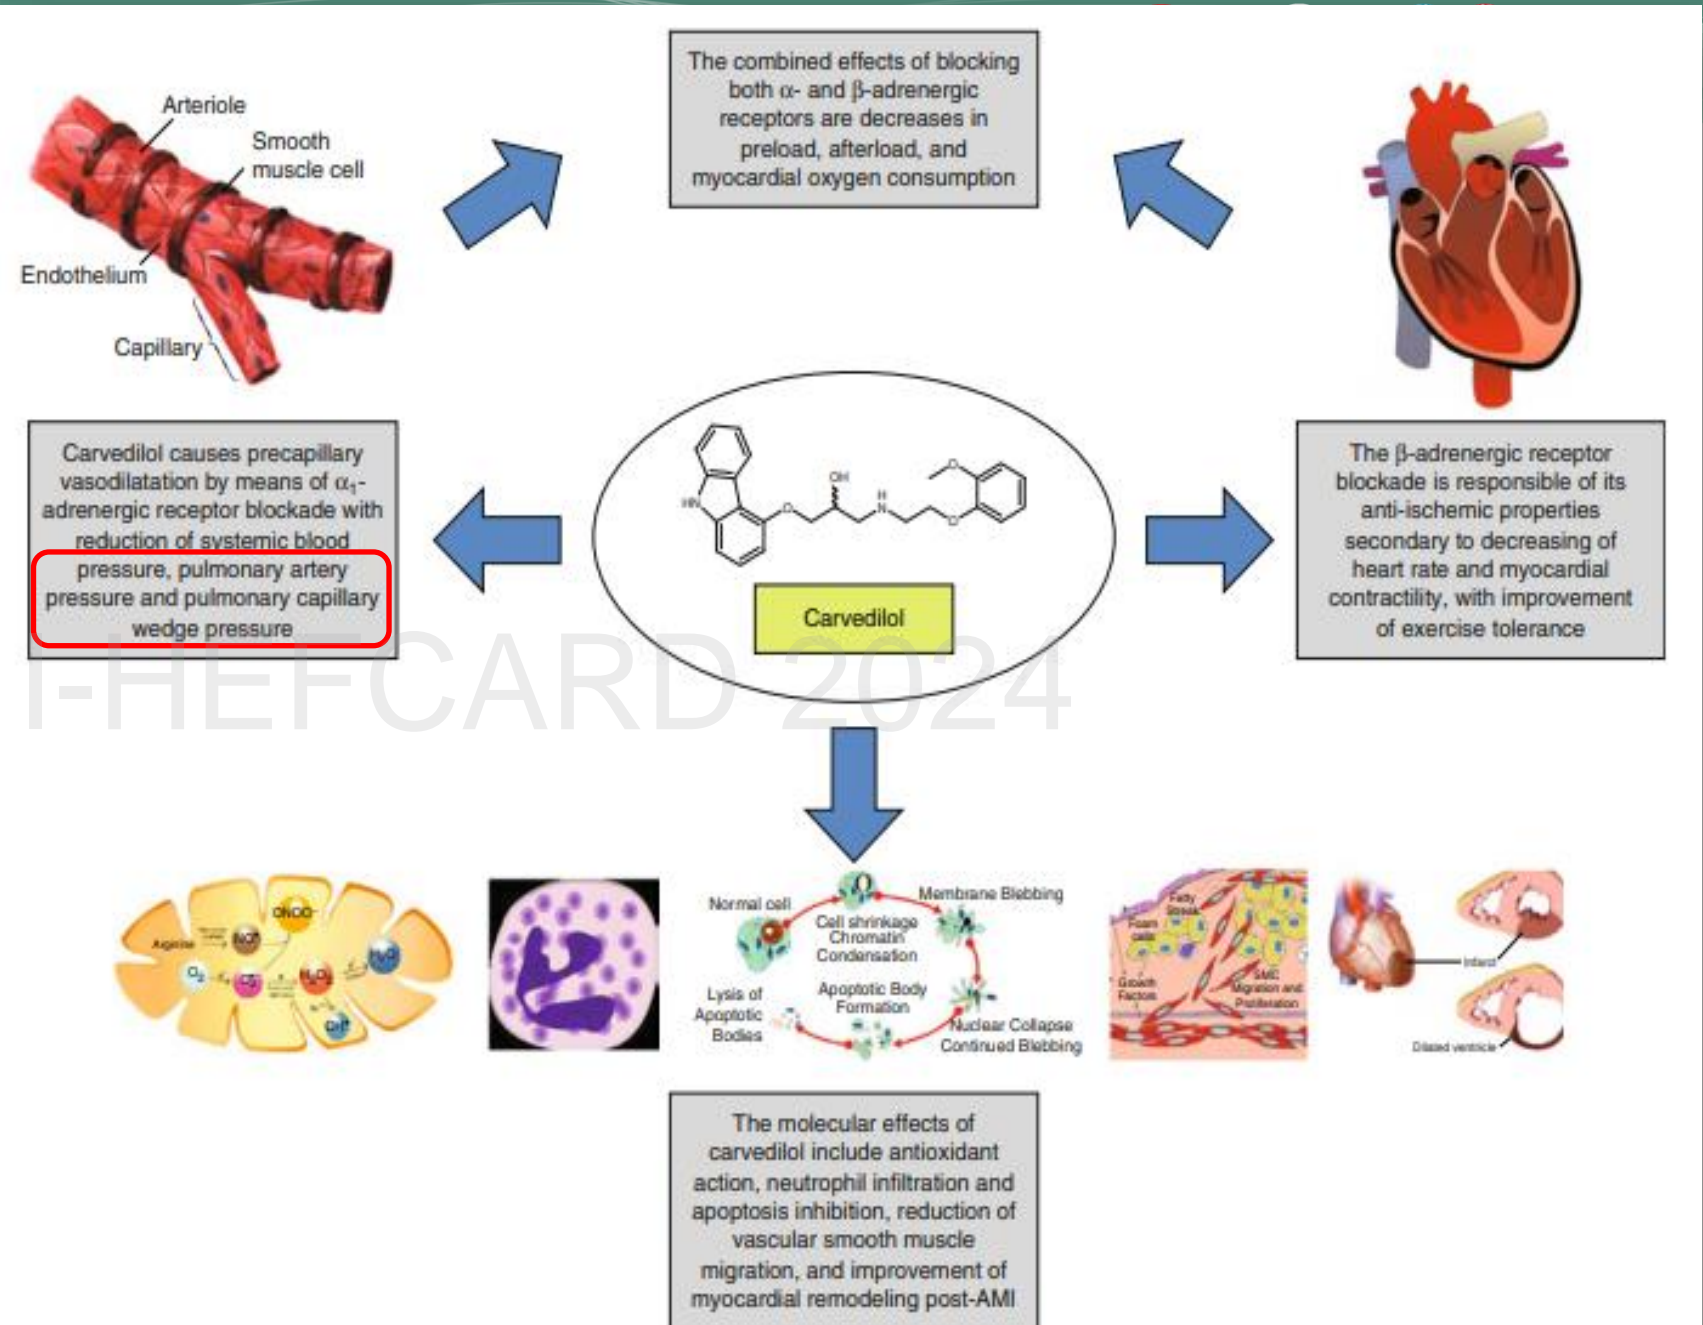 The combined effects of blocking
both α- and β-adrenergic
receptors are decreases in
preload, afterload, and
myocardial oxygen consumption
Arteriole
Smooth
muscle cell
Endothelium
Capillary
Carvedilol causes precapillary
vasodilatation by means of α₁-
adrenergic receptor blockade with
reduction of systemic blood
pressure, pulmonary artery
pressure and pulmonary capillary
wedge pressure
HN
O
OH
H
N
O
O
Carvedilol
The β-adrenergic receptor
blockade is responsible of its
anti-ischemic properties
secondary to decreasing of
heart rate and myocardial
contractility, with improvement
of exercise tolerance
I-HEFCARD 2024
Arginine
NO•
ONOO⁻
O₂
H₂O₂
H₂O
Normal cell
Cell shrinkage
Chromatin
Condensation
Membrane Blebbing
Lysis of
Apoptotic
Bodies
Apoptotic Body
Formation
Nuclear Collapse
Continued Blebbing
Fatty
Streak
Foam
cells
Growth
Factors
SMC
Migration and
Proliferation
Infarct
Dilated ventricle
The molecular effects of
carvedilol include antioxidant
action, neutrophil infiltration and
apoptosis inhibition, reduction of
vascular smooth muscle
migration, and improvement of
myocardial remodeling post-AMI